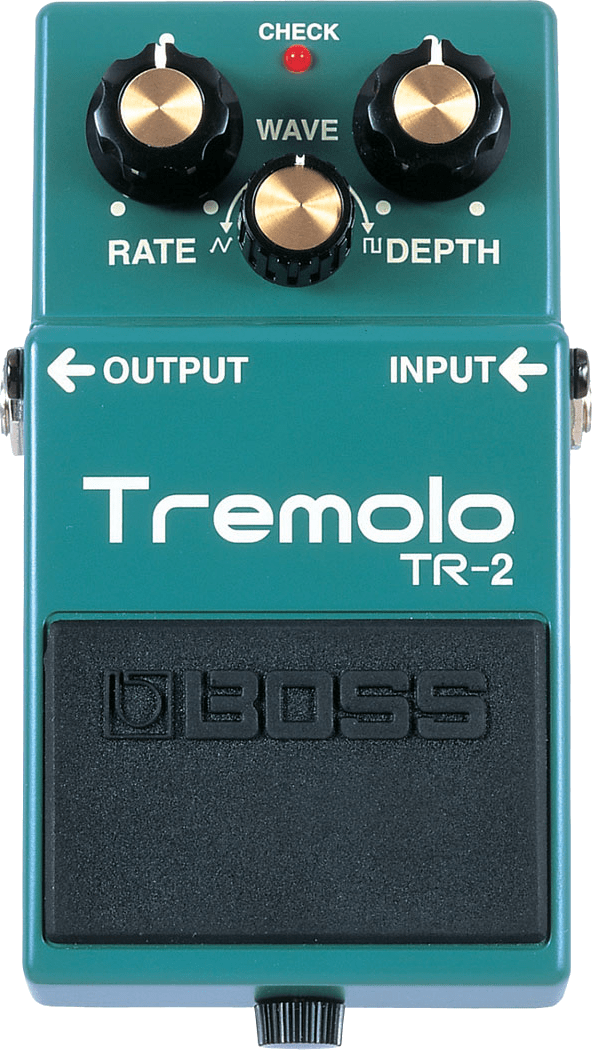 CHECK
WAVE
RATE DEPTH
OUTPUT INPUT
Tremolo
TR-2
BOSS